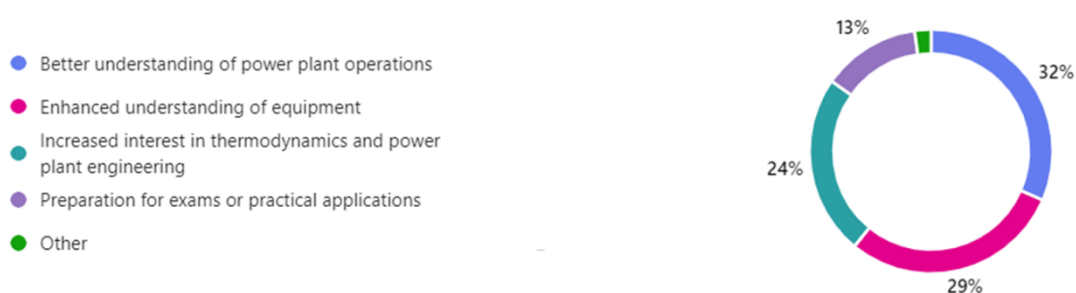 Better understanding of power plant operations
Enhanced understanding of equipment
Increased interest in thermodynamics and power
plant engineering
Preparation for exams or practical applications
Other
13%
32%
24%
29%